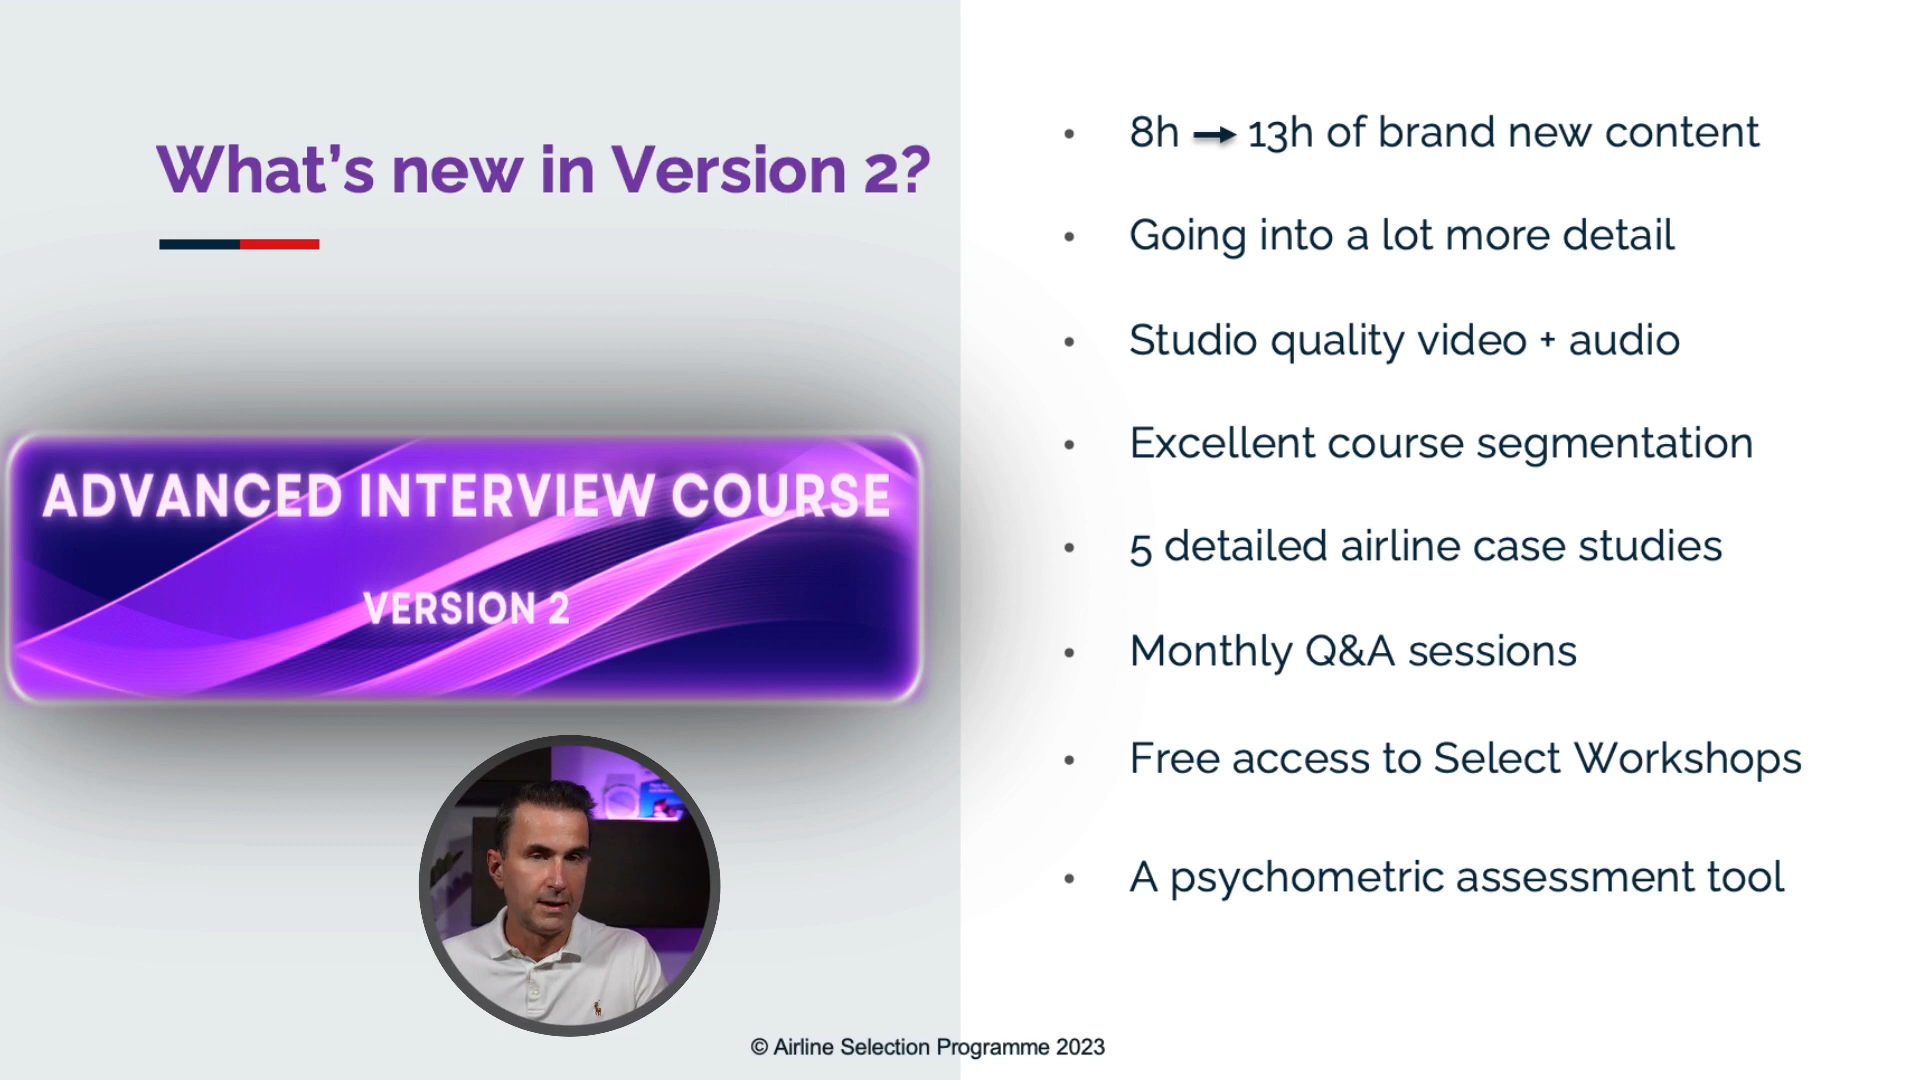 What's new in Version 2?
ADVANCED INTERVIEW COURSE
VERSION 2
• 8h → 13h of brand new content
• Going into a lot more detail
• Studio quality video + audio
• Excellent course segmentation
• 5 detailed airline case studies
• Monthly Q&A sessions
• Free access to Select Workshops
• A psychometric assessment tool
© Airline Selection Programme 2023